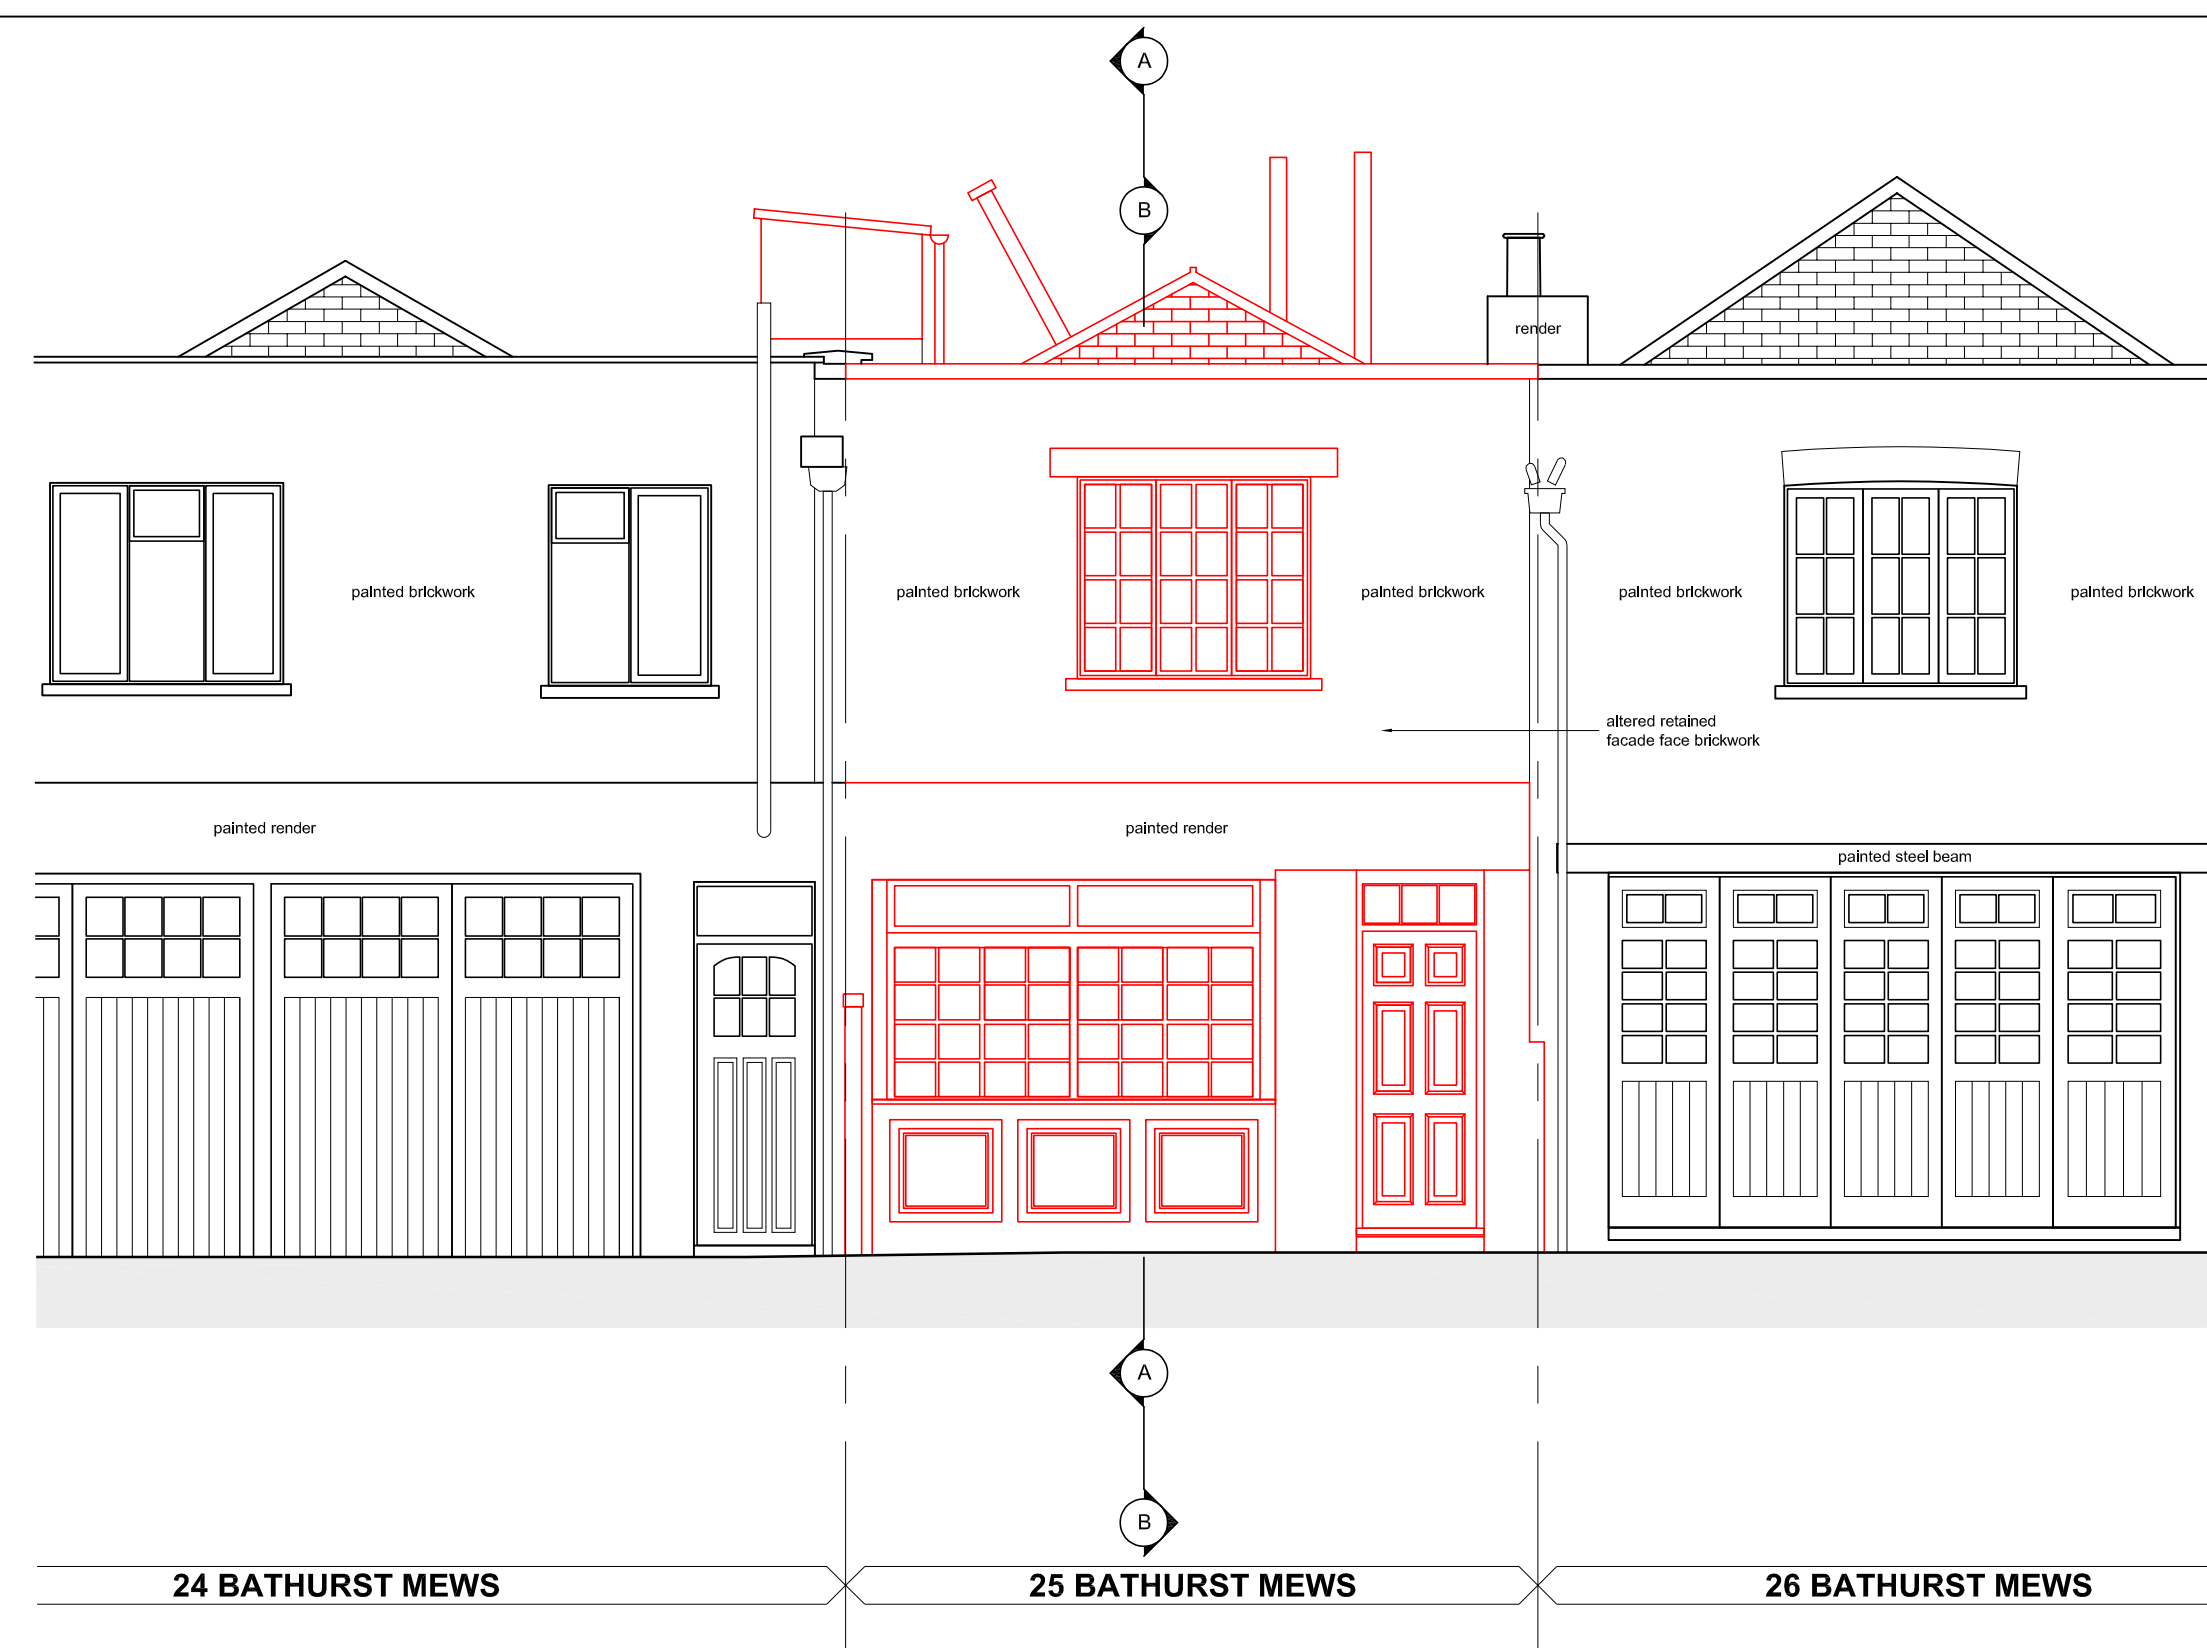 A
B
render
painted brickwork
painted brickwork
painted brickwork
painted brickwork
painted brickwork
altered retained
facade face brickwork
painted render
painted render
painted steel beam
A
B
24 BATHURST MEWS
25 BATHURST MEWS
26 BATHURST MEWS